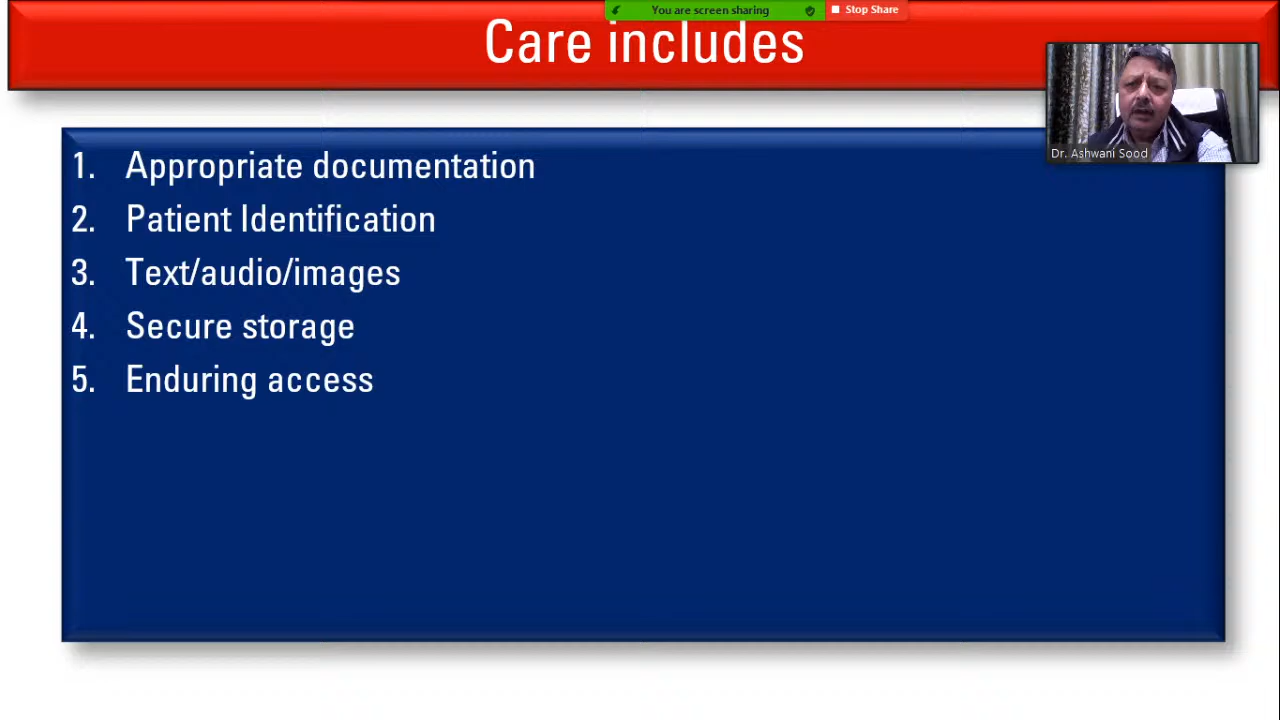 You are screen sharing
Stop Share
Care includes
Dr. Ashwani Sood
1. Appropriate documentation
2. Patient Identification
3. Text/audio/images
4. Secure storage
5. Enduring access